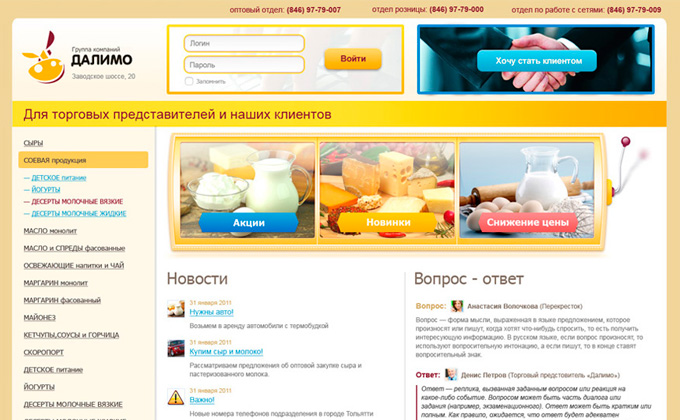 оптовый отдел: (846) 97-79-007 отдел розницы: (846) 97-79-000 отдел по работе с сетями: (846) 97-79-009
Группа компаний
ДАЛИМО
Заводское шоссе, 20
Логин
Пароль
Запомнить
Войти
Хочу стать клиентом
Для торговых представителей и наших клиентов
СЫРЫ
СОЕВАЯ продукция
— ДЕТСКОЕ питание
— ЙОГУРТЫ
— ДЕСЕРТЫ МОЛОЧНЫЕ ВЯЗКИЕ
— ДЕСЕРТЫ МОЛОЧНЫЕ ЖИДКИЕ
МАСЛО монолит
МАСЛО и СПРЕДЫ фасованные
ОСВЕЖАЮЩИЕ напитки и ЧАЙ
МАРГАРИН монолит
МАРГАРИН фасованный
МАЙОНЕЗ
КЕТЧУПЫ,СОУСЫ и ГОРЧИЦА
СКОРОПОРТ
ДЕТСКОЕ питание
ЙОГУРТЫ
ДЕСЕРТЫ МОЛОЧНЫЕ ВЯЗКИЕ
ДЕСЕРТЫ МОЛОЧНЫЕ ЖИДКИЕ
Акции
Новинки
Снижение цены
Новости
31 января 2011
Нужны авто!
Возьмем в аренду автомобили с термобудкой
31 января 2011
Купим сыр и молоко!
Рассматриваем предложения об оптовой закупке сыра и
пастеризованного молока.
31 января 2011
Важно!
Новые номера телефонов подразделения в городе Тольятти
Вопрос - ответ
Вопрос: Анастасия Волочкова (Перекресток)
Вопрос — форма мысли, выраженная в языке предложением, которое
произносят или пишут, когда хотят что-нибудь спросить, то есть получить
интересующую информацию. В русском языке, если вопрос произносят, то
используют вопросительную интонацию, а если пишут, то в конце ставят
вопросительный знак.
Ответ: Денис Петров (Торговый представитель «Далимо»)
Ответ — реплика, вызванная заданным вопросом или реакция на
какое-либо событие. Вопросом может быть часть диалога или
задания (например, экзаменационного). Ответ может быть кратким или
полным. Как правило, ожидается, что ответ будет адекватен